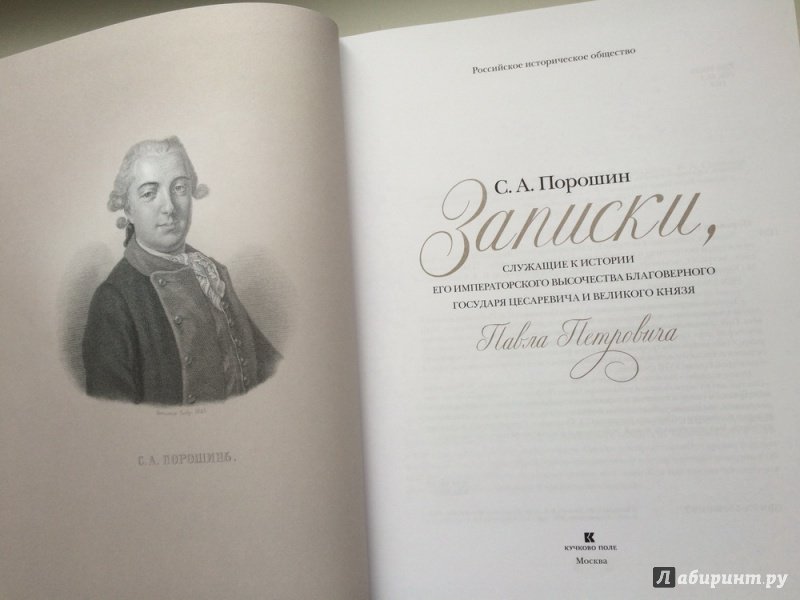 С. А. ПОРОШИНЪ.
Российское историческое общество
С. А. Порошин
Записки,
СЛУЖАЩИЕ К ИСТОРИИ
ЕГО ИМПЕРАТОРСКОГО ВЫСОЧЕСТВА БЛАГОВЕРНОГО
ГОСУДАРЯ ЦЕСАРЕВИЧА И ВЕЛИКОГО КНЯЗЯ
Павла Петровича
КУЧКОВО ПОЛЕ
Москва
Лабиринт.ру